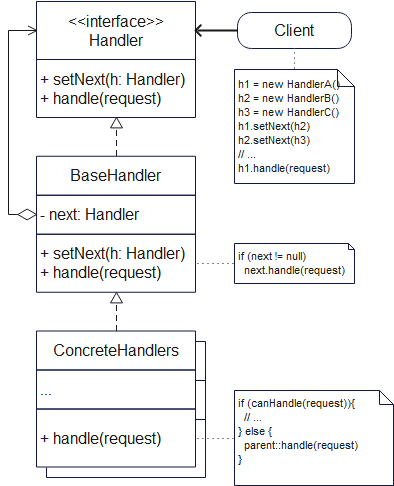 <<interface>>
Handler
+ setNext(h: Handler)
+ handle(request)
Client
h1 = new HandlerA()
h2 = new HandlerB()
h3 = new HandlerC()
h1.setNext(h2)
h2.setNext(h3)
// ...
h1.handle(request)
BaseHandler
- next: Handler
+ setNext(h: Handler)
+ handle(request)
if (next != null)
next.handle(request)
ConcreteHandlers
...
+ handle(request)
if (canHandle(request)){
// ...
} else {
parent::handle(request)
}